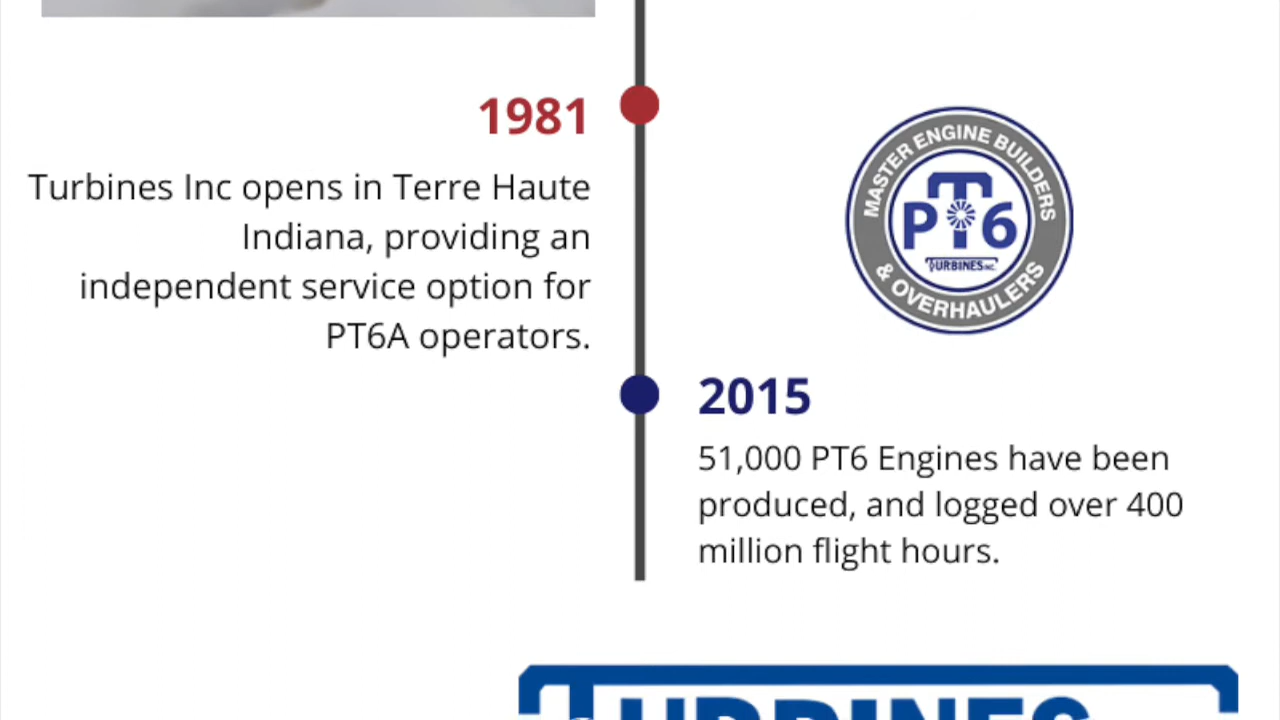 1981
Turbines Inc opens in Terre Haute
Indiana, providing an
independent service option for
PT6A operators.
MASTER ENGINE BUILDERS
PT6
TURBINES INC.
& OVERHAULERS
2015
51,000 PT6 Engines have been
produced, and logged over 400
million flight hours.
TURBINES